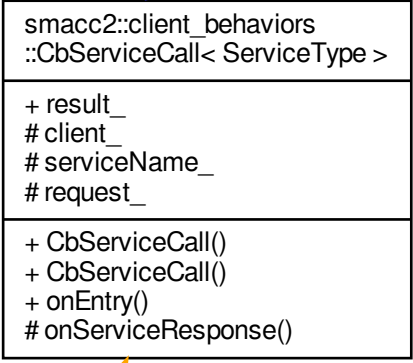 smacc2::client_behaviors
::CbServiceCall< ServiceType >
+ result_
# client_
# serviceName_
# request_
+ CbServiceCall()
+ CbServiceCall()
+ onEntry()
# onServiceResponse()